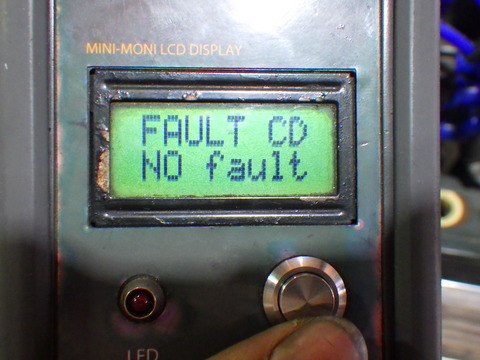 MINI-MONI LCD DISPLAY
FAULT CD
NO fault
LED